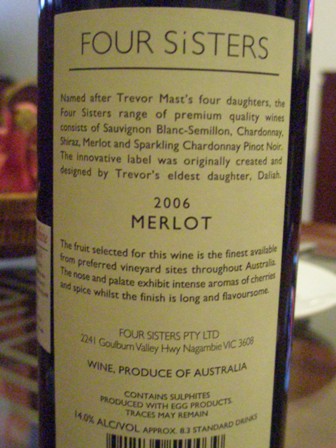 FOUR SiSTERS
Named after Trevor Mast's four daughters, the
Four Sisters range of premium quality wines
consists of Sauvignon Blanc-Semillon, Chardonnay,
Shiraz, Merlot and Sparkling Chardonnay Pinot Noir.
The innovative label was originally created and
designed by Trevor's eldest daughter, Daliah.
2006
MERLOT
The fruit selected for this wine is the finest available
from preferred vineyard sites throughout Australia.
The nose and palate exhibit intense aromas of cherries
and spice whilst the finish is long and flavoursome.
FOUR SISTERS PTY LTD
2241 Goulburn Valley Hwy Nagambie VIC 3608
WINE, PRODUCE OF AUSTRALIA
CONTAINS SULPHITES
PRODUCED WITH EGG PRODUCTS.
TRACES MAY REMAIN
14.0% ALC/VOL APPROX. 8.3 STANDARD DRINKS